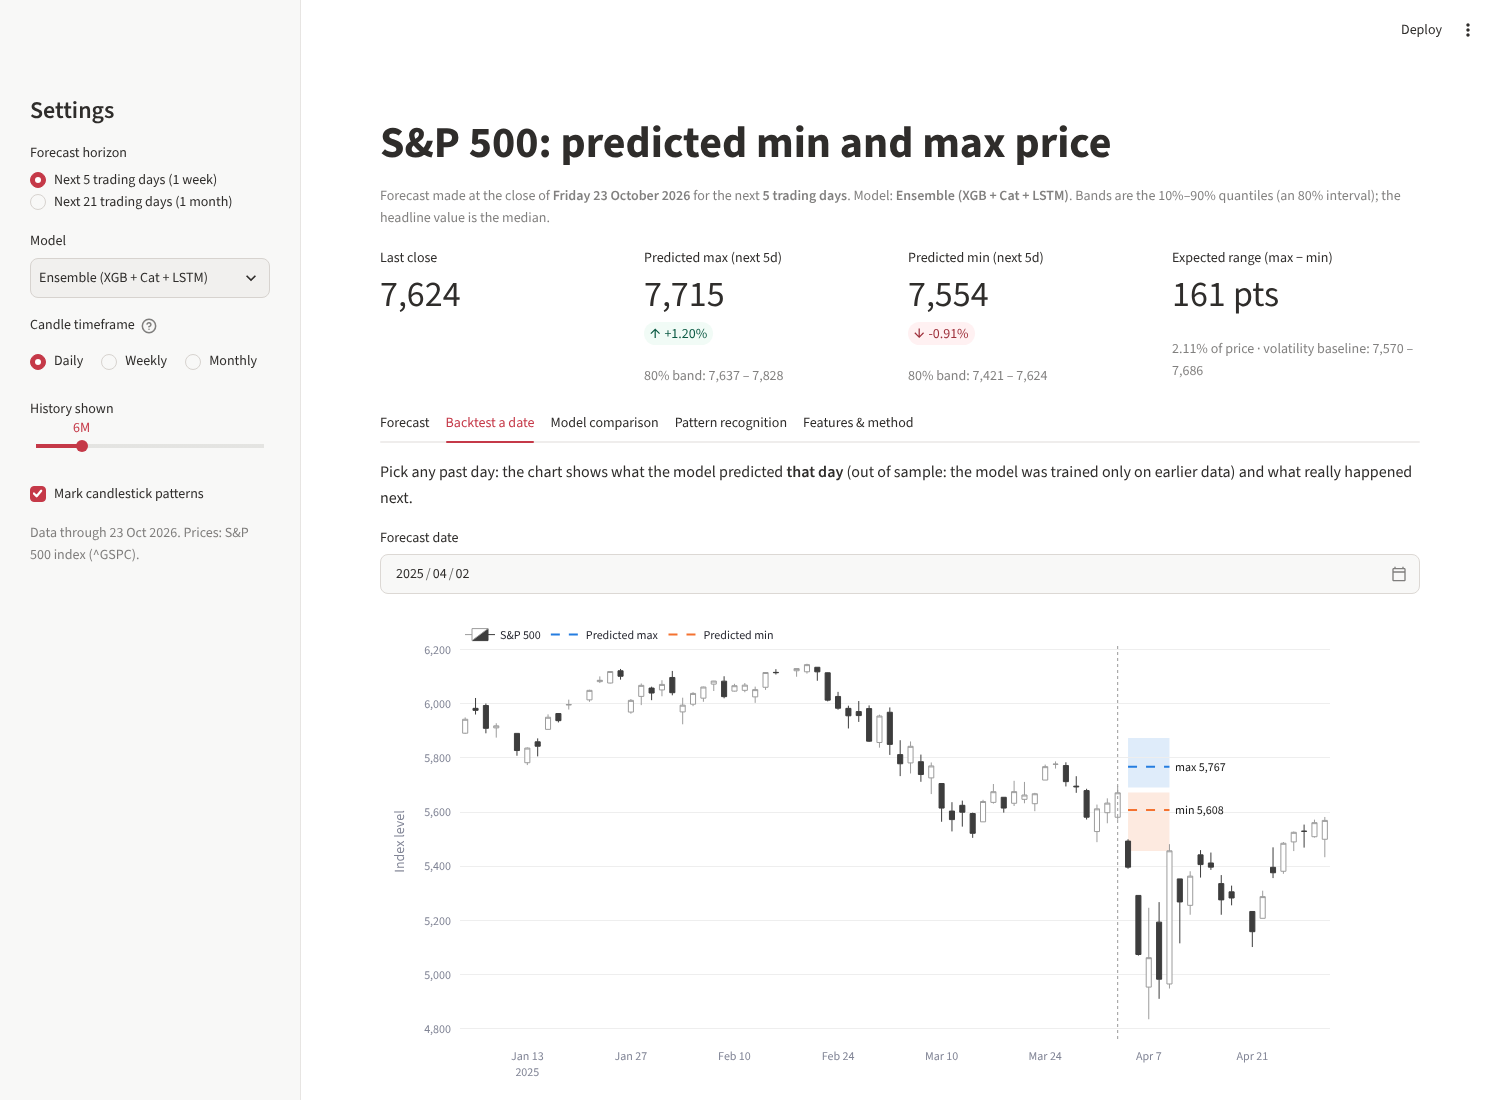 Deploy
Settings
Forecast horizon
Next 5 trading days (1 week)
Next 21 trading days (1 month)
Model
Ensemble (XGB + Cat + LSTM)
Candle timeframe
Daily Weekly Monthly
History shown
6M
Mark candlestick patterns
Data through 23 Oct 2026. Prices: S&P
500 index (^GSPC).
S&P 500: predicted min and max price
Forecast made at the close of Friday 23 October 2026 for the next 5 trading days. Model: Ensemble (XGB + Cat + LSTM). Bands are the 10%–90% quantiles (an 80% interval); the
headline value is the median.
Last close
7,624
Predicted max (next 5d)
7,715
↑ +1.20%
80% band: 7,637 – 7,828
Predicted min (next 5d)
7,554
↓ -0.91%
80% band: 7,421 – 7,624
Expected range (max − min)
161 pts
2.11% of price · volatility baseline: 7,570 –
7,686
Forecast Backtest a date Model comparison Pattern recognition Features & method
Pick any past day: the chart shows what the model predicted that day (out of sample: the model was trained only on earlier data) and what really happened
next.
Forecast date
2025 / 04 / 02
S&P 500 Predicted max Predicted min
Index level
6,200
6,000
5,800
5,600
5,400
5,200
5,000
4,800
max 5,767
min 5,608
Jan 13 Jan 27 Feb 10 Feb 24 Mar 10 Mar 24 Apr 7 Apr 21
2025